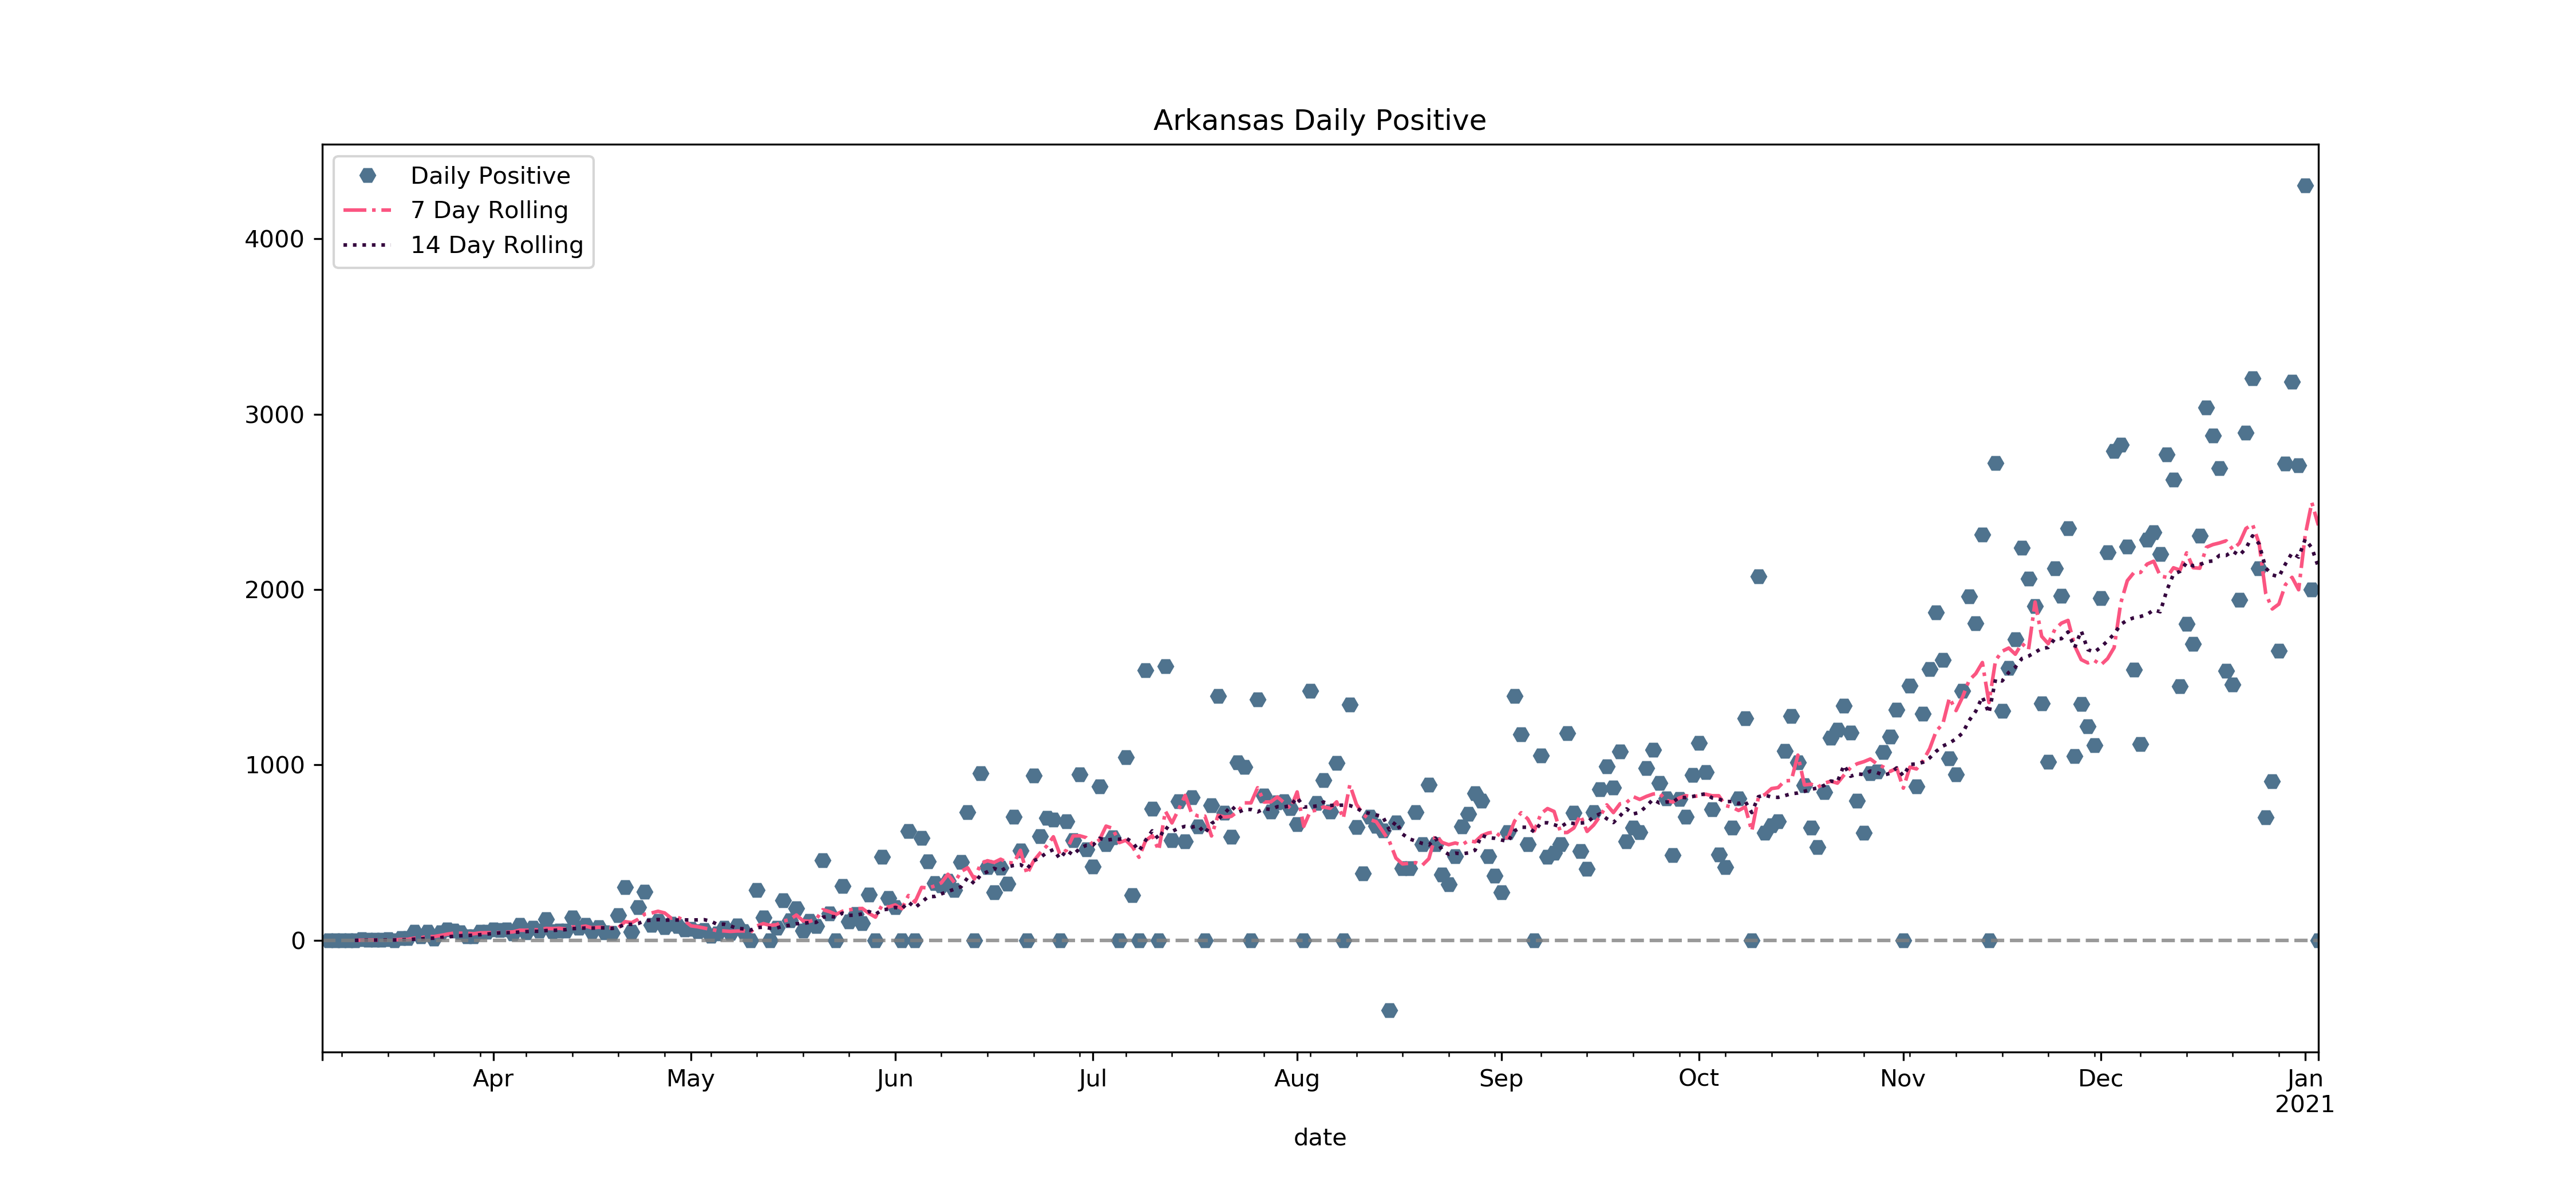 Arkansas Daily Positive
Daily Positive
7 Day Rolling
14 Day Rolling
4000
3000
2000
1000
0
Apr May Jun Jul Aug Sep Oct Nov Dec Jan
2021
date